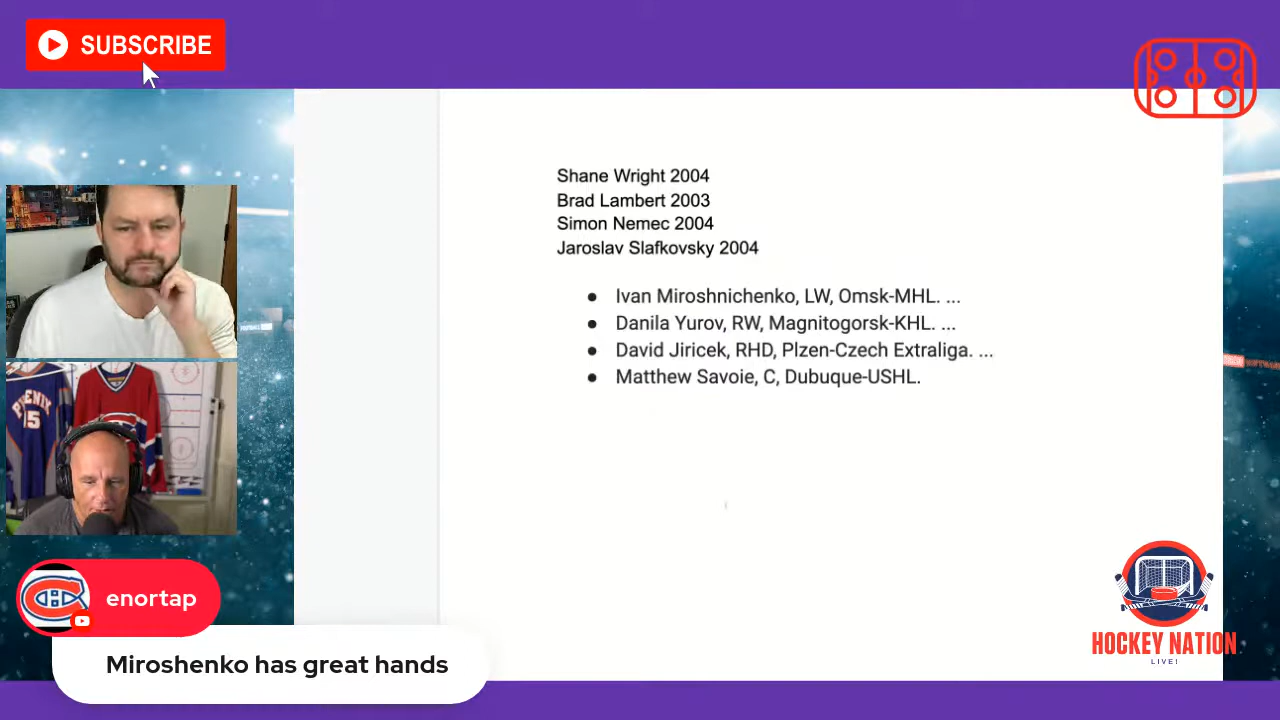 SUBSCRIBE
Shane Wright 2004
Brad Lambert 2003
Simon Nemec 2004
Jaroslav Slafkovsky 2004
● Ivan Miroshnichenko, LW, Omsk-MHL. ...
● Danila Yurov, RW, Magnitogorsk-KHL. ...
● David Jiricek, RHD, Plzen-Czech Extraliga. ...
● Matthew Savoie, C, Dubuque-USHL.
enortap
Miroshenko has great hands
HOCKEY NATION
LIVE!